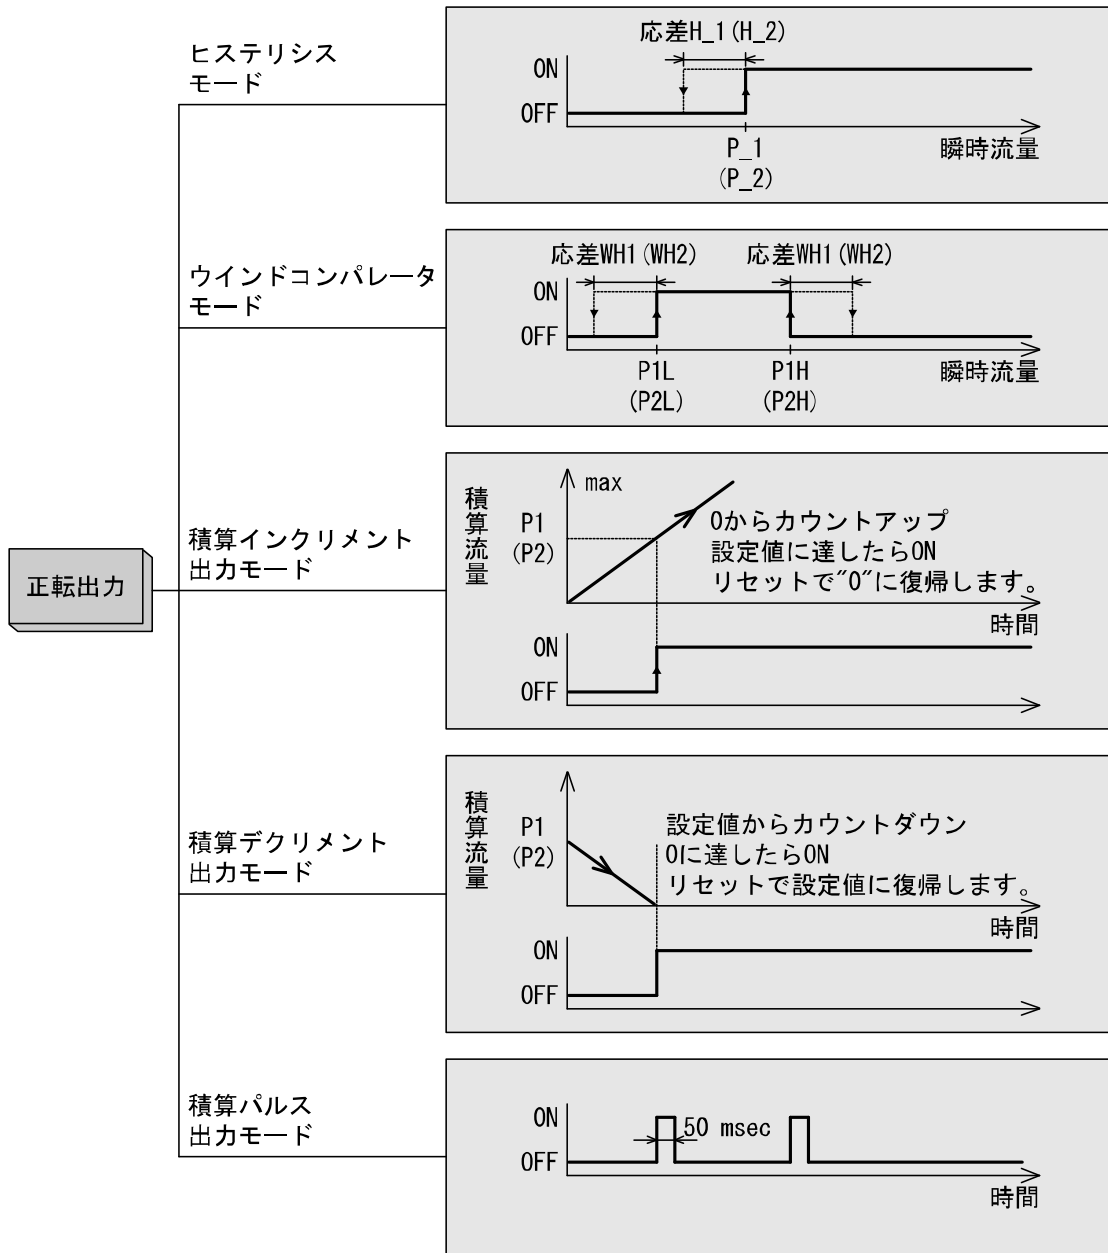 正転出力
ヒステリシス
モード
応差H_1(H_2)
ON
OFF
P_1
(P_2)
瞬時流量
ウインドコンパレータ
モード
応差WH1(WH2)
応差WH1(WH2)
ON
OFF
P1L
(P2L)
P1H
(P2H)
瞬時流量
積算インクリメント
出力モード
積算流量
max
P1
(P2)
0からカウントアップ
設定値に達したらON
リセットで"0"に復帰します。
時間
ON
OFF
積算デクリメント
出力モード
積算流量
P1
(P2)
設定値からカウントダウン
0に達したらON
リセットで設定値に復帰します。
時間
ON
OFF
積算パルス
出力モード
ON
OFF
50 msec
時間